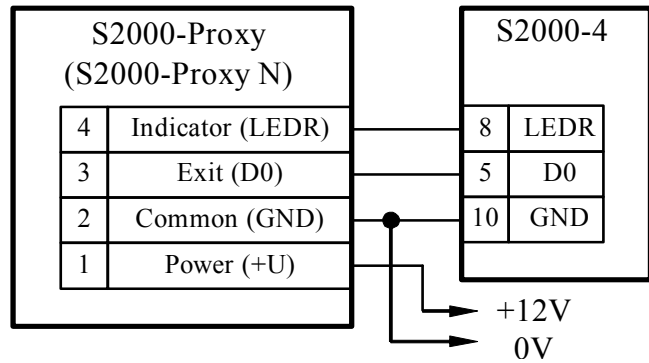 S2000-Proxy
(S2000-Proxy N)
4 Indicator (LEDR)
3 Exit (D0)
2 Common (GND)
1 Power (+U)
S2000-4
8 LEDR
5 D0
10 GND
+12V
0V